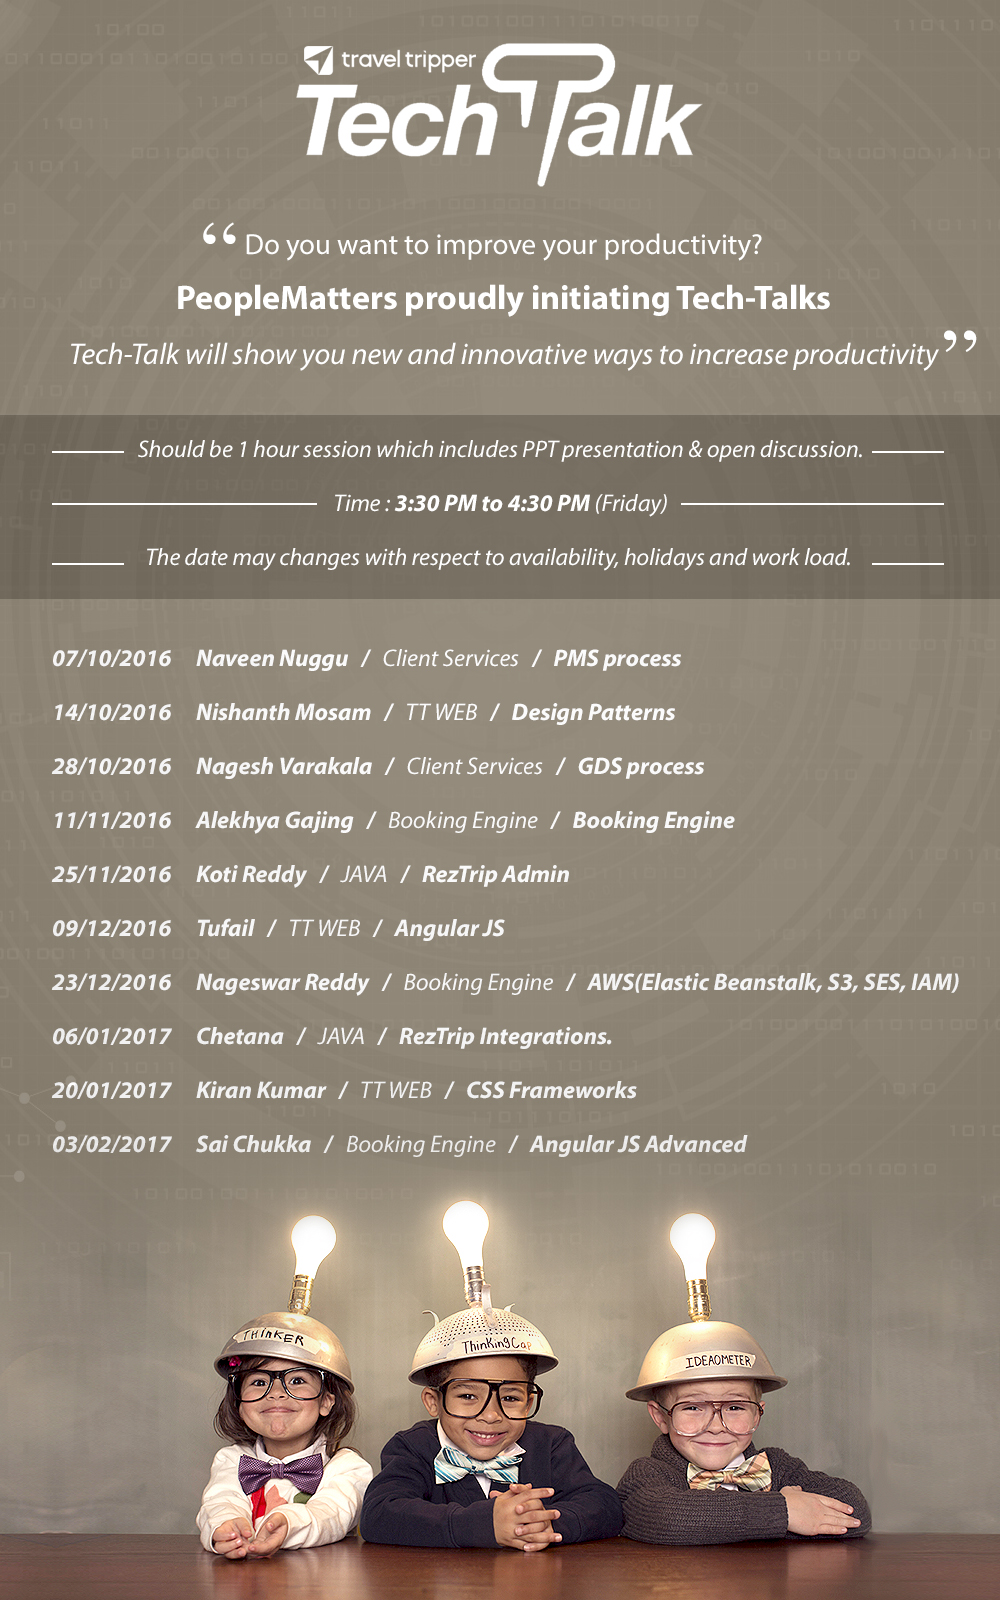 travel tripper
Tech Talk
“ Do you want to improve your productivity?
PeopleMatters proudly initiating Tech-Talks
Tech-Talk will show you new and innovative ways to increase productivity ”
Should be 1 hour session which includes PPT presentation & open discussion.
Time : 3:30 PM to 4:30 PM (Friday)
The date may changes with respect to availability, holidays and work load.
07/10/2016 Naveen Nuggu / Client Services / PMS process
14/10/2016 Nishanth Mosam / TT WEB / Design Patterns
28/10/2016 Nagesh Varakala / Client Services / GDS process
11/11/2016 Alekhya Gajing / Booking Engine / Booking Engine
25/11/2016 Koti Reddy / JAVA / RezTrip Admin
09/12/2016 Tufail / TT WEB / Angular JS
23/12/2016 Nageswar Reddy / Booking Engine / AWS(Elastic Beanstalk, S3, SES, IAM)
06/01/2017 Chetana / JAVA / RezTrip Integrations.
20/01/2017 Kiran Kumar / TT WEB / CSS Frameworks
03/02/2017 Sai Chukka / Booking Engine / Angular JS Advanced
THINKER
ThinkingCap
IDEAOMETER